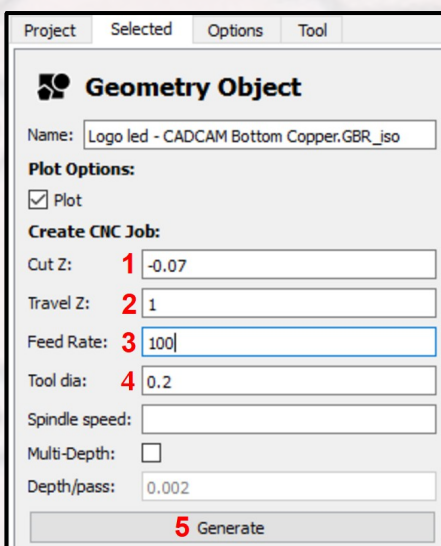 Project Selected Options Tool
Geometry Object
Name: Logo led - CADCAM Bottom Copper.GBR_iso
Plot Options:
Plot
Create CNC Job:
Cut Z: 1 -0.07
Travel Z: 2 1
Feed Rate: 3 100
Tool dia: 4 0.2
Spindle speed:
Multi-Depth:
Depth/pass: 0.002
5 Generate